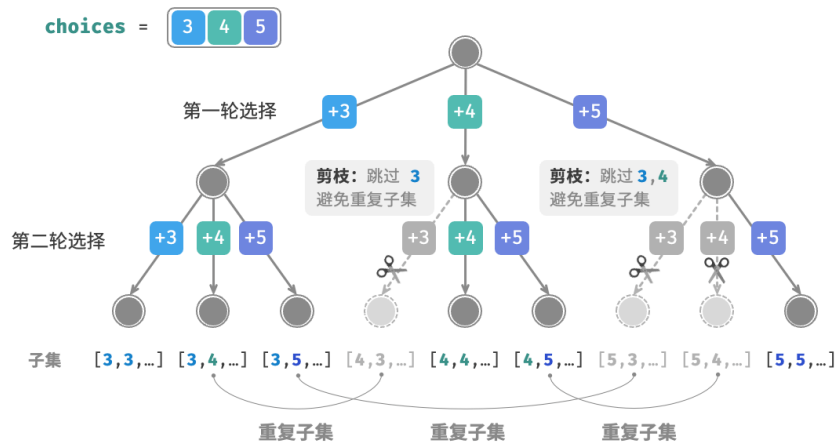 choices = 3 4 5
第一轮选择
+3 +4 +5
剪枝：跳过 3
避免重复子集
剪枝：跳过 3,4
避免重复子集
第二轮选择
+3 +4 +5 +3 +4 +5 +3 +4 +5
子集 [3,3,…] [3,4,…] [3,5,…] [4,3,…] [4,4,…] [4,5,…] [5,3,…] [5,4,…] [5,5,…]
重复子集 重复子集 重复子集